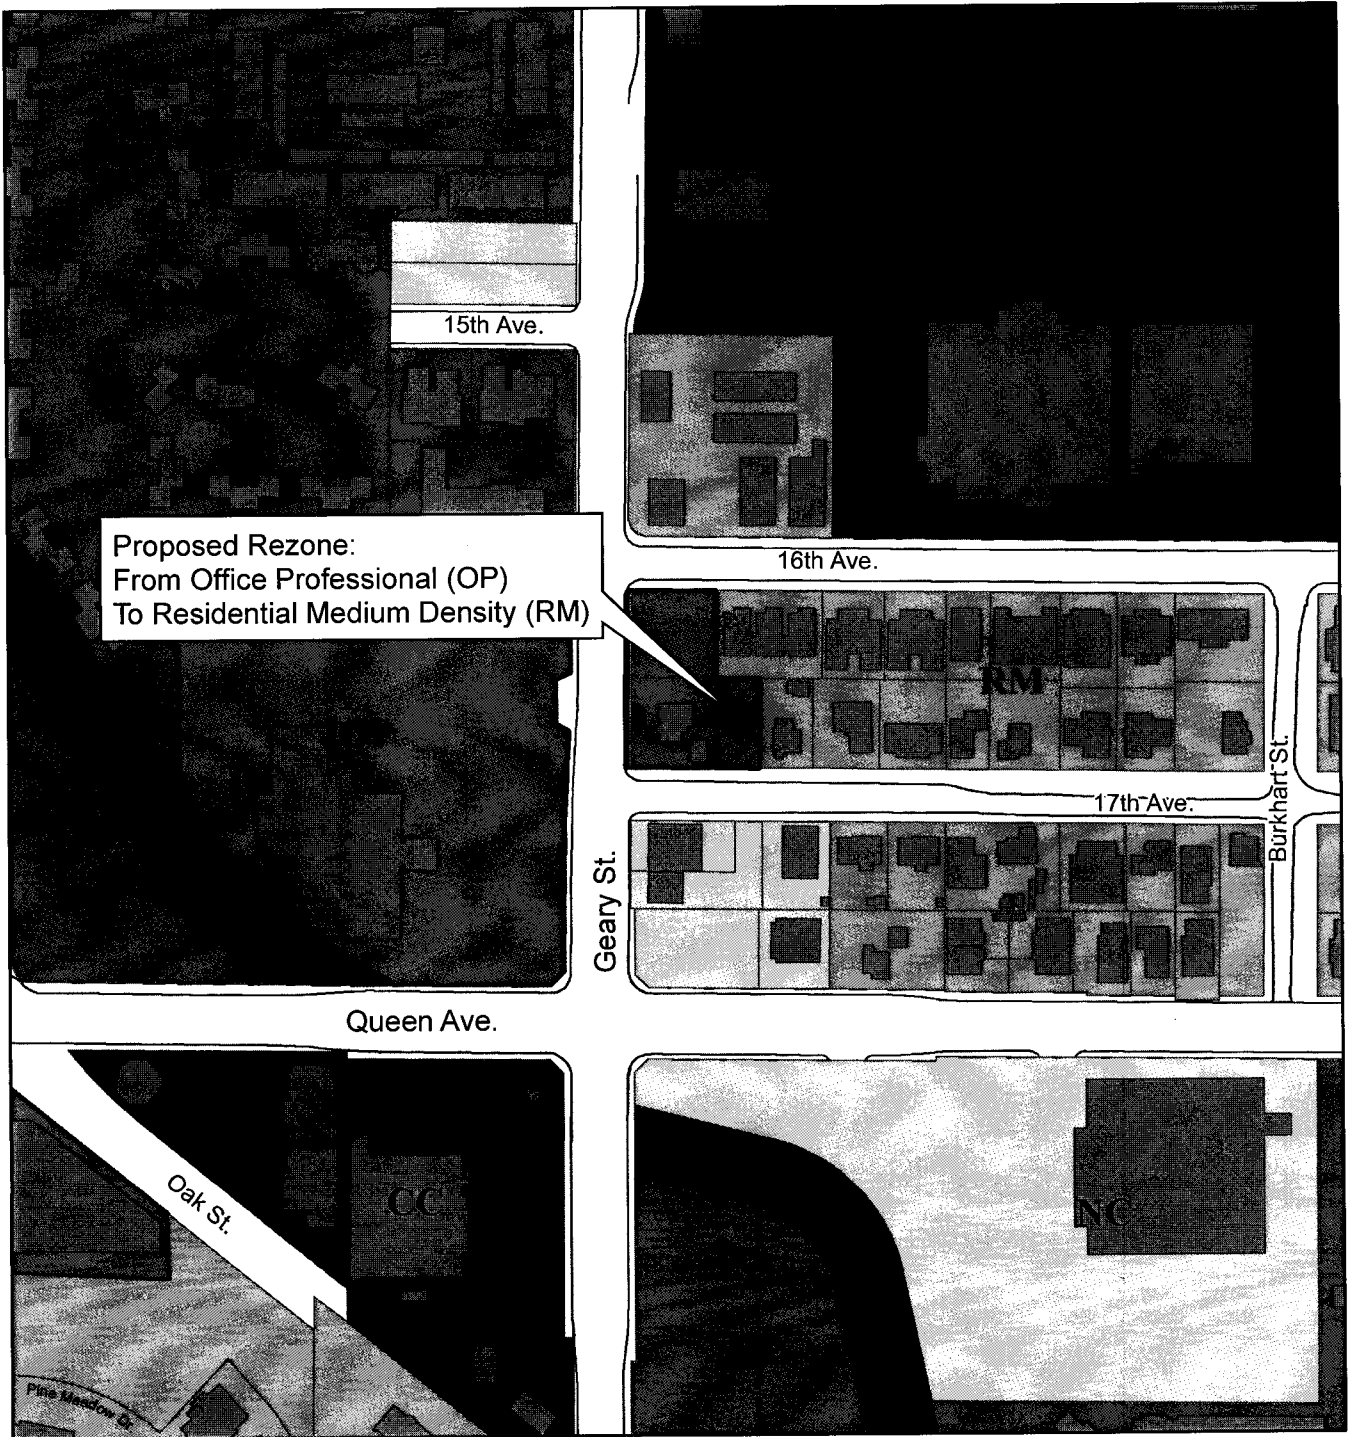 15th Ave.
Proposed Rezone:
From Office Professional (OP)
To Residential Medium Density (RM)
16th Ave.
RM
Burkhart St.
17th Ave.
Geary St.
Queen Ave.
Oak St.
CC
NC
Pine Meadow Dr